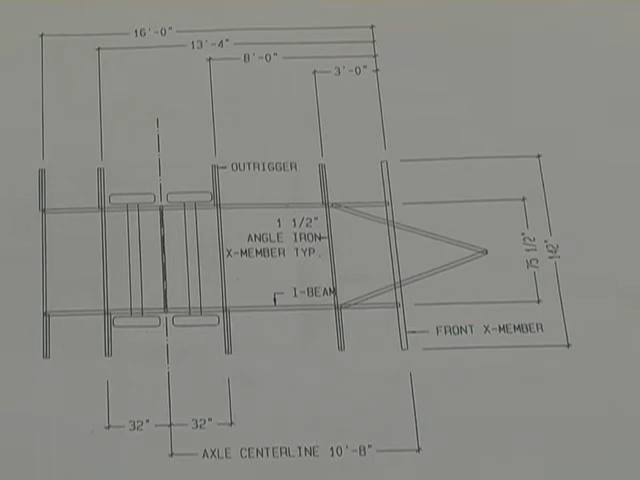 16'-0"
13'-4"
8'-0"
3'-0"
OUTRIGGER
1 1/2"
ANGLE IRON
X-MEMBER TYP.
75 1/2"
142"
I-BEAM
FRONT X-MEMBER
32" 32"
AXLE CENTERLINE 10'-8"